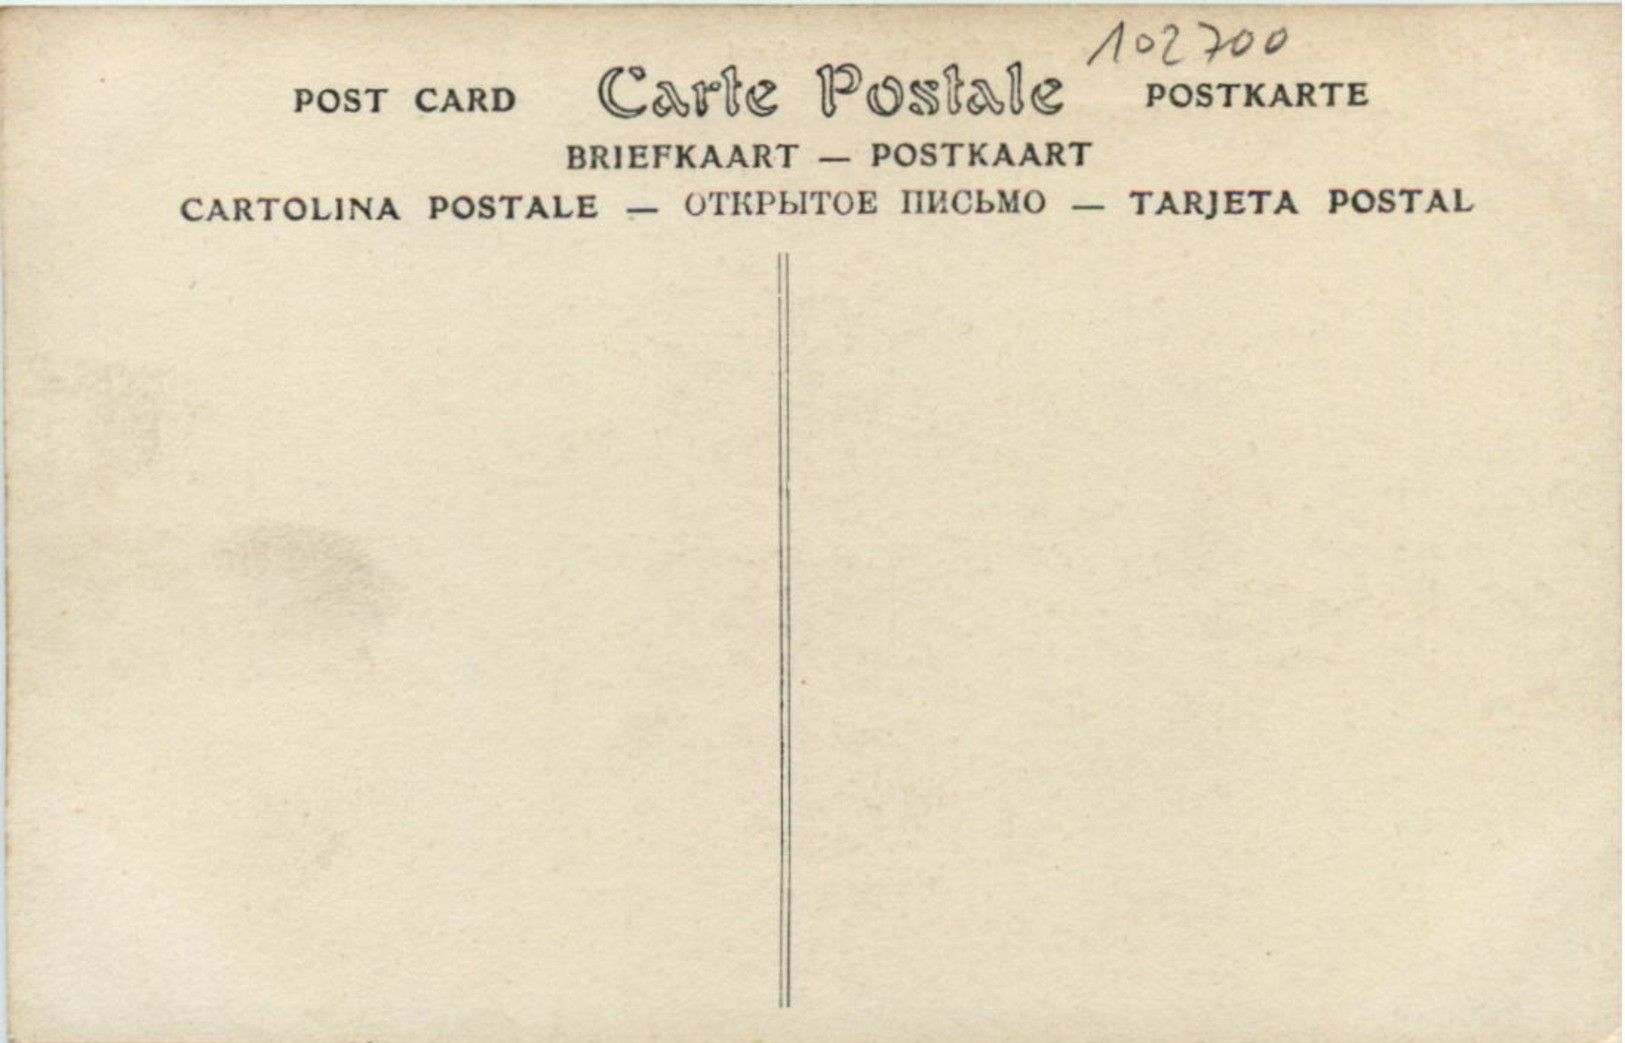 102700
POST CARD Carte Postale POSTKARTE
BRIEFKAART — POSTKAART
CARTOLINA POSTALE — ОТКРЫТОЕ ПИСЬМО — TARJETA POSTAL